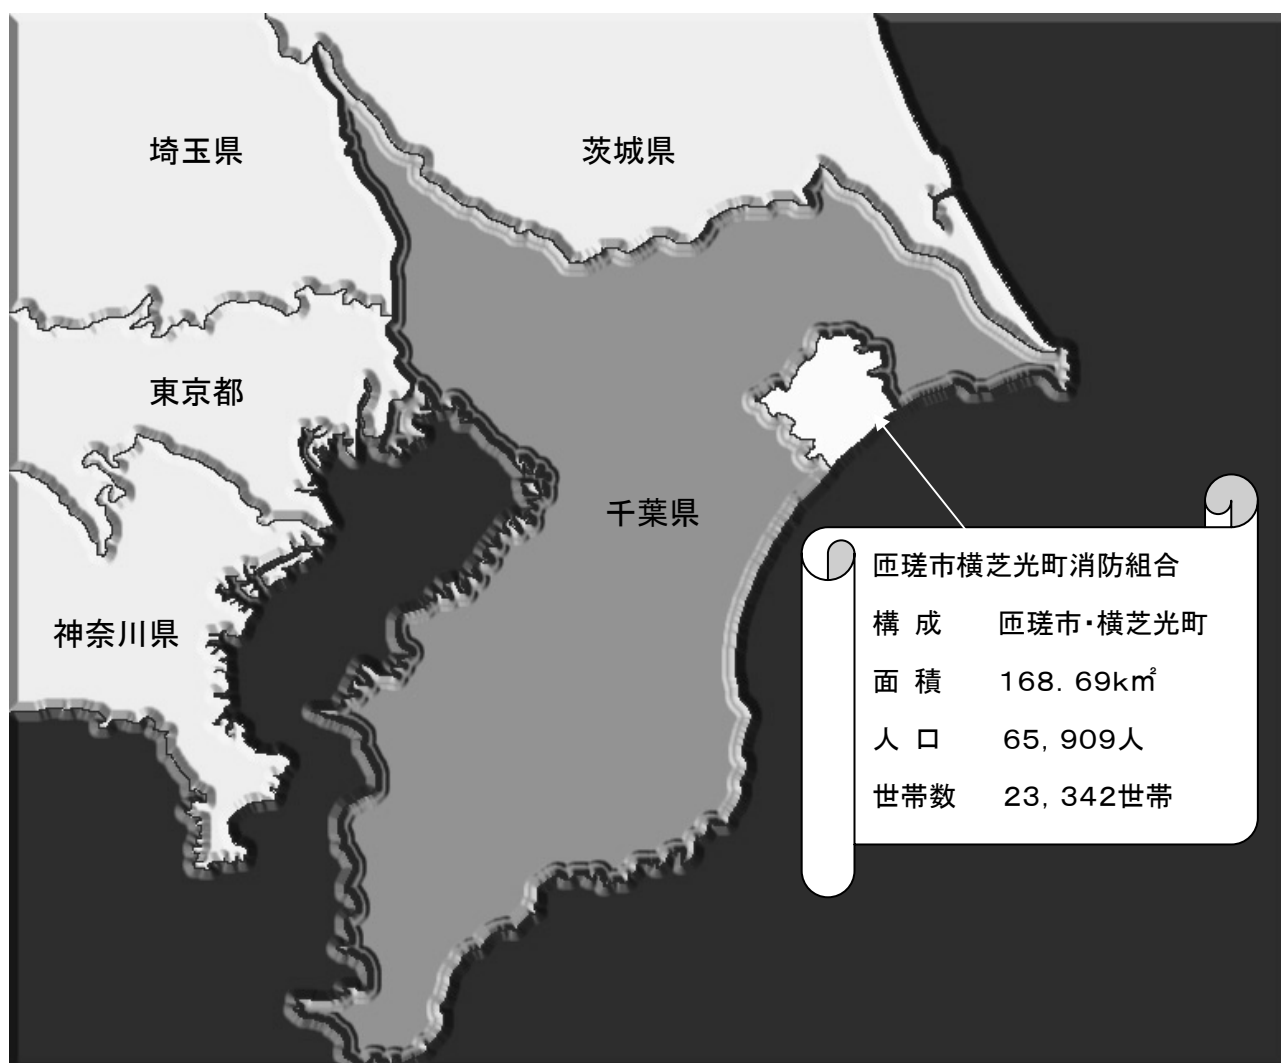 埼玉県
茨城県
東京都
千葉県
神奈川県
匝瑳市横芝光町消防組合
構 成 匝瑳市・横芝光町
面 積 168．69k㎡
人 口 65，909人
世帯数 23，342世帯